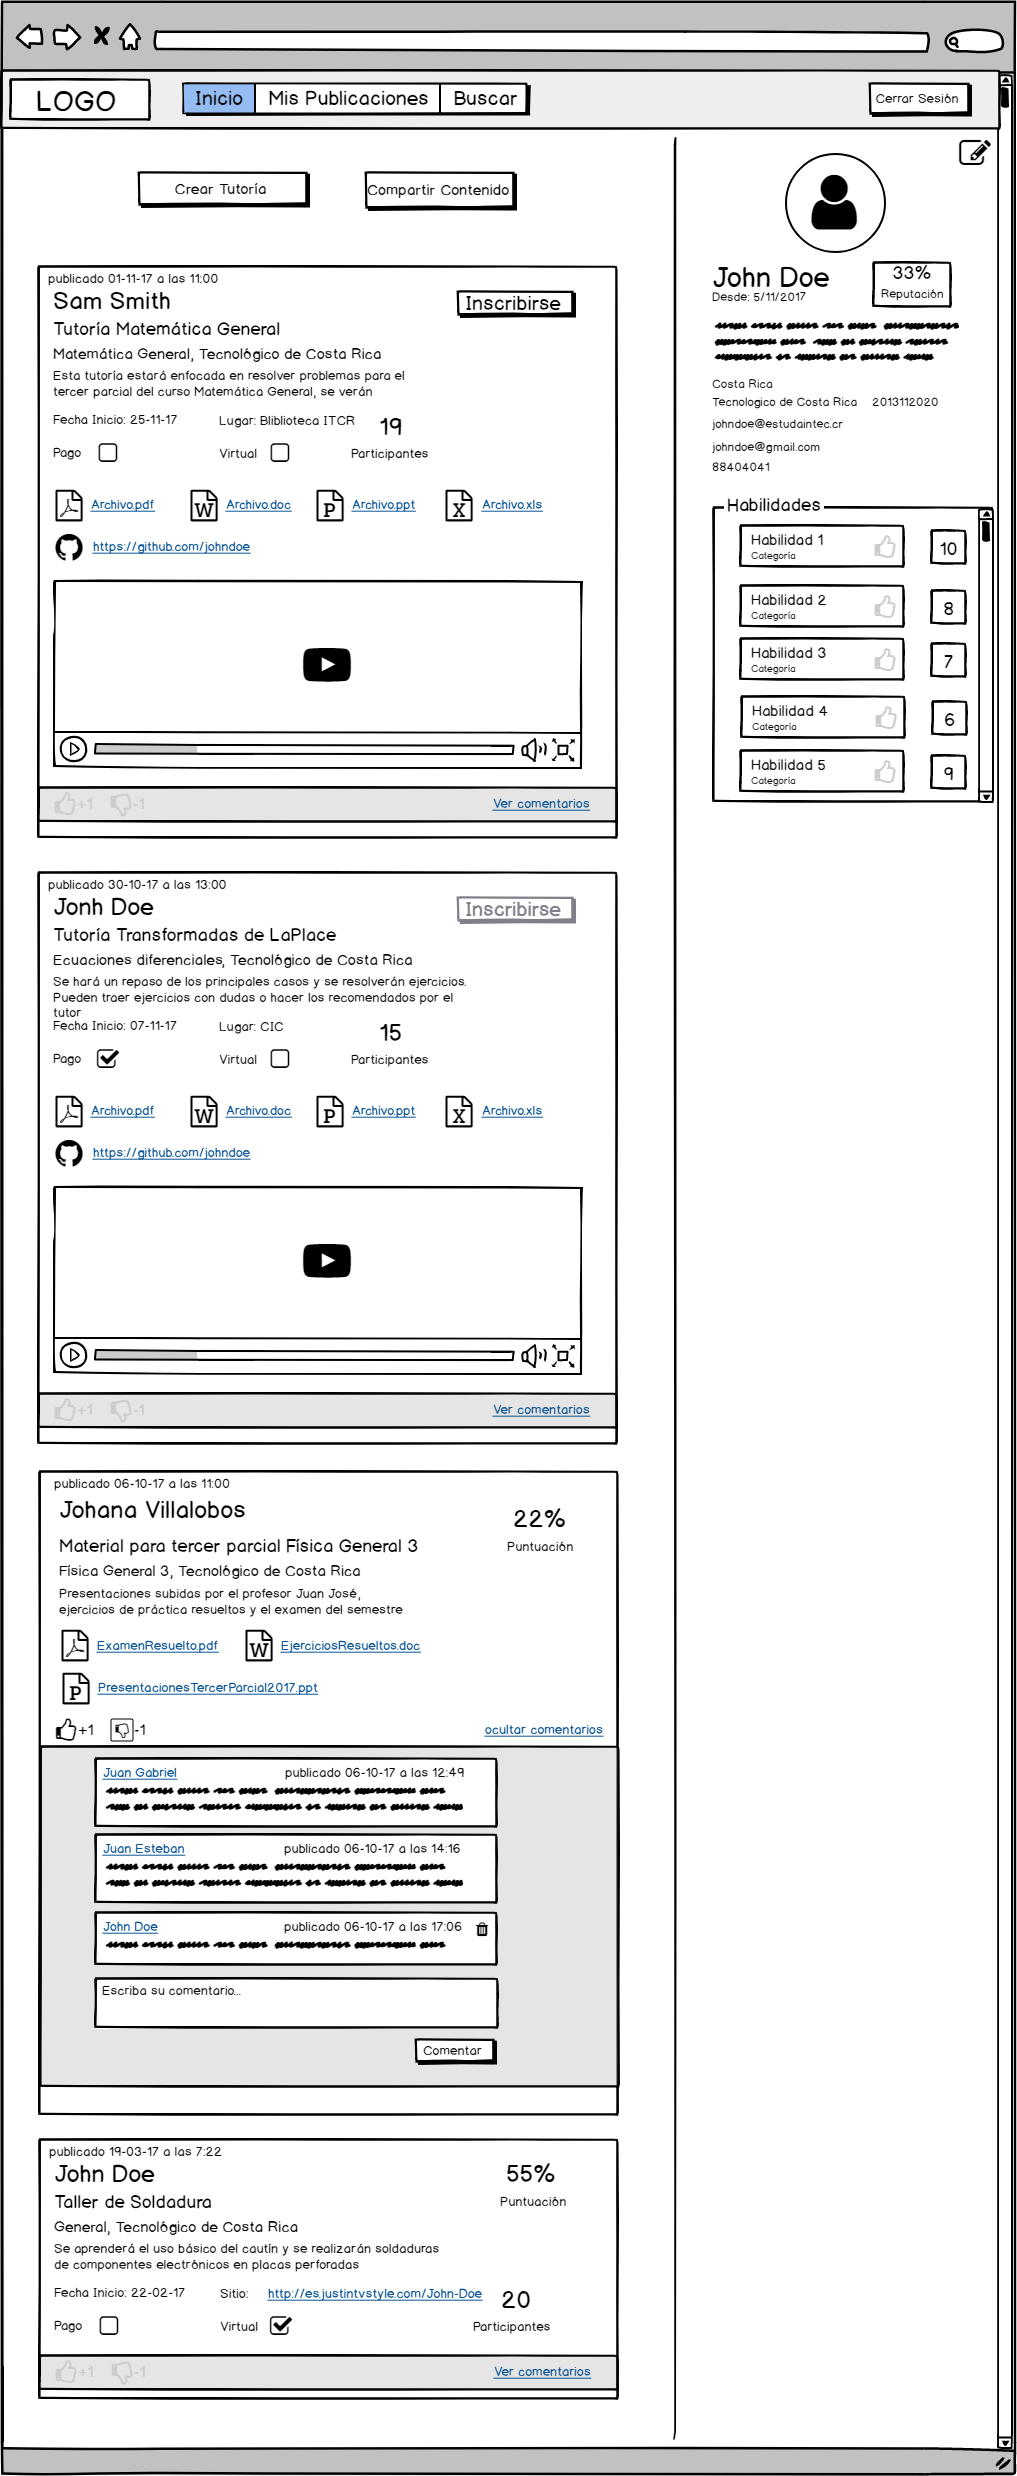 LOGO
Inicio
Mis Publicaciones
Buscar
Cerrar Sesión
Crear Tutoría
Compartir Contenido
publicado 01-11-17 a las 11:00
Sam Smith
Inscribirse
Tutoría Matemática General
Matemática General, Tecnológico de Costa Rica
Esta tutoría estará enfocada en resolver problemas para el
tercer parcial del curso Matemática General, se verán
Fecha Inicio: 25-11-17
Lugar: Bliblioteca ITCR
19
Pago
Virtual
Participantes
Archivo.pdf
Archivo.doc
Archivo.ppt
Archivo.xls
https://github.com/johndoe
+1
-1
Ver comentarios
publicado 30-10-17 a las 13:00
Jonh Doe
Inscribirse
Tutoría Transformadas de LaPlace
Ecuaciones diferenciales, Tecnológico de Costa Rica
Se hará un repaso de los principales casos y se resolverán ejercicios.
Pueden traer ejercicios con dudas o hacer los recomendados por el
tutor
Fecha Inicio: 07-11-17
Lugar: CIC
15
Pago
Virtual
Participantes
Archivo.pdf
Archivo.doc
Archivo.ppt
Archivo.xls
https://github.com/johndoe
+1
-1
Ver comentarios
publicado 06-10-17 a las 11:00
Johana Villalobos
22%
Puntuación
Material para tercer parcial Física General 3
Física General 3, Tecnológico de Costa Rica
Presentaciones subidas por el profesor Juan José,
ejercicios de práctica resueltos y el examen del semestre
ExamenResuelto.pdf
EjerciciosResueltos.doc
PresentacionesTercerParcial2017.ppt
+1
-1
ocultar comentarios
Juan Gabriel
publicado 06-10-17 a las 12:49
Juan Esteban
publicado 06-10-17 a las 14:16
John Doe
publicado 06-10-17 a las 17:06
Escriba su comentario...
Comentar
publicado 19-03-17 a las 7:22
John Doe
55%
Puntuación
Taller de Soldadura
General, Tecnológico de Costa Rica
Se aprenderá el uso básico del cautín y se realizarán soldaduras
de componentes electrónicos en placas perforadas
Fecha Inicio: 22-02-17
Sitio:
http://es.justintvstyle.com/John-Doe
20
Pago
Virtual
Participantes
+1
-1
Ver comentarios
John Doe
Desde: 5/11/2017
33%
Reputación
Costa Rica
Tecnologico de Costa Rica
2013112020
johndoe@estudaintec.cr
johndoe@gmail.com
88404041
Habilidades
Habilidad 1
Categoría
10
Habilidad 2
Categoría
8
Habilidad 3
Categoría
7
Habilidad 4
Categoría
6
Habilidad 5
Categoría
9